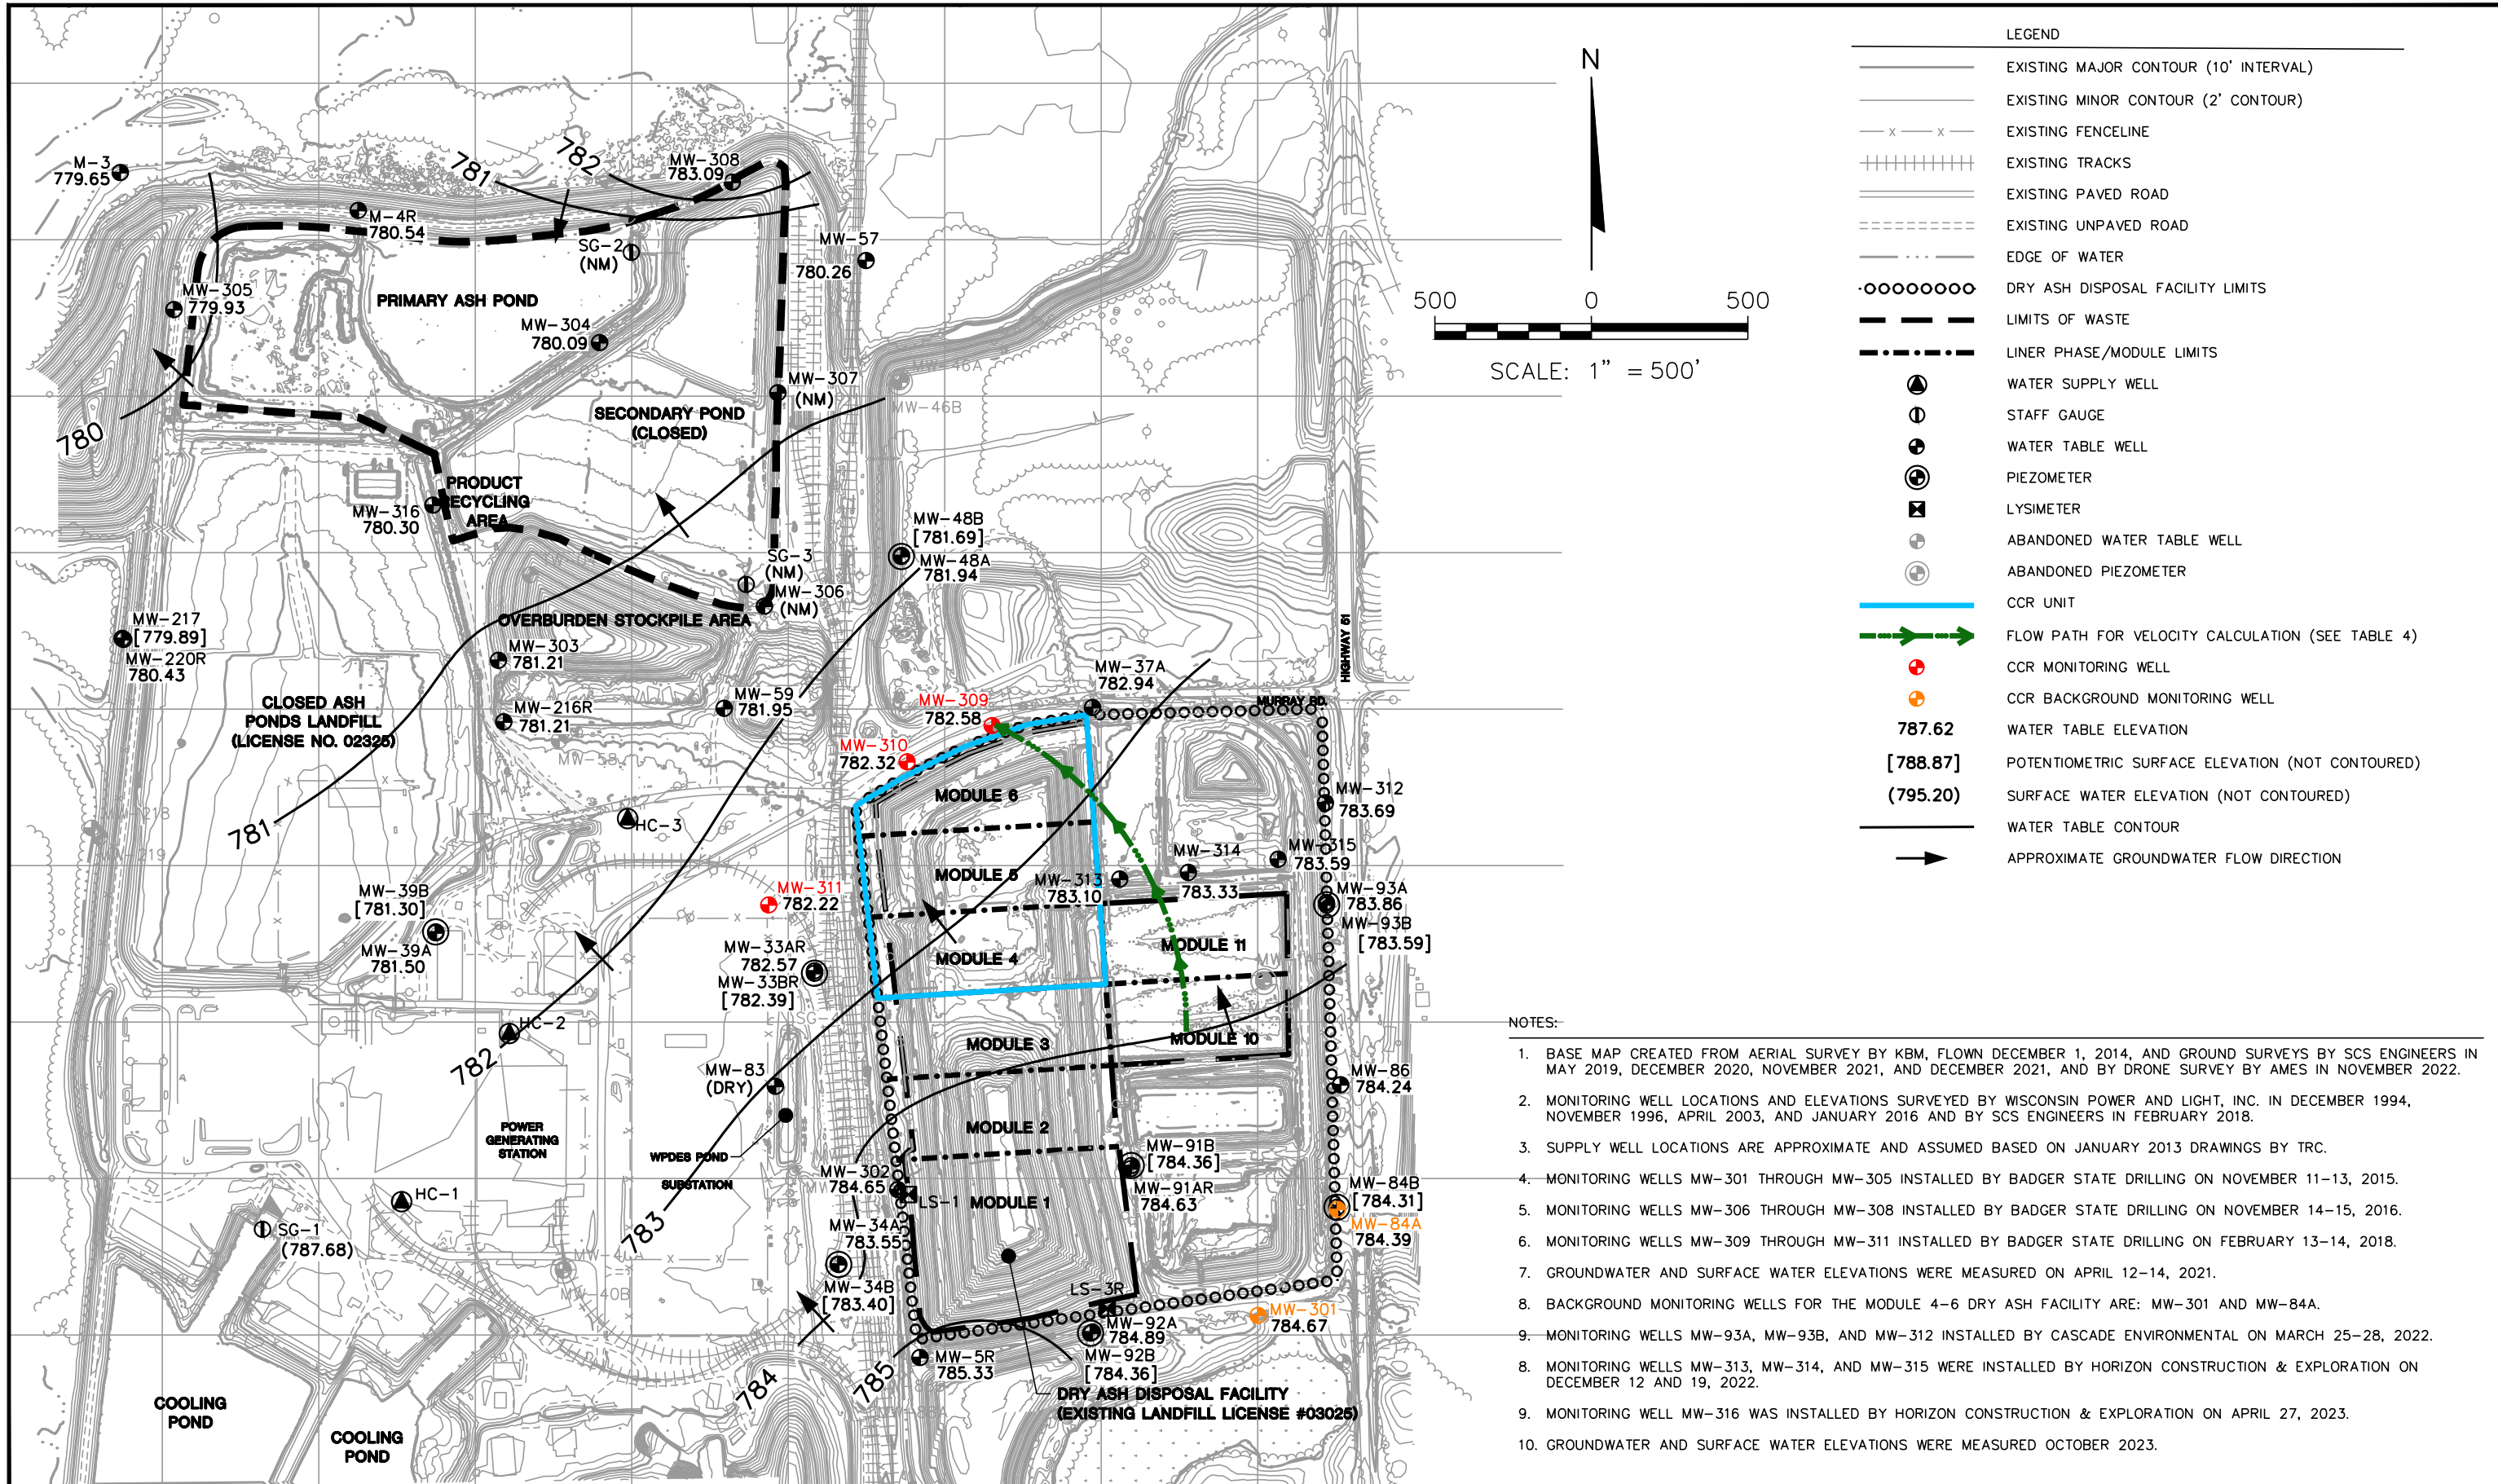 M-3
779.65
781
782
MW-308
783.09
M-4R
780.54
SG-2
(NM)
MW-57
780.26
MW-305
779.93
PRIMARY ASH POND
MW-304
780.09
MW-307
(NM)
MW-46A
MW-46B
SECONDARY POND
(CLOSED)
780
PRODUCT
RECYCLING
AREA
MW-316
780.30
MW-48B
[781.69]
MW-48A
781.94
SG-3
(NM)
MW-306
(NM)
OVERBURDEN STOCKPILE AREA
MW-217
[779.89]
MW-220R
780.43
MW-303
781.21
HIGHWAY 51
MW-37A
782.94
CLOSED ASH
PONDS LANDFILL
(LICENSE NO. 02325)
MW-216R
781.21
MW-59
781.95
MW-309
782.58
MURRAY RD.
MW-310
782.32
MODULE 6
MW-312
783.69
781
HC-3
MW-314
783.33
MW-315
783.59
MODULE 5
MW-313
783.10
MW-39B
[781.30]
MW-311
782.22
MW-93A
783.86
MW-93B
[783.59]
MW-39A
781.50
MW-33AR
782.57
MW-33BR
[782.39]
MODULE 4
MODULE 11
HC-2
782
MODULE 3
MODULE 10
MW-83
(DRY)
MW-86
784.24
POWER
GENERATING
STATION
MODULE 2
WPDES POND
SUBSTATION
MW-91B
[784.36]
MW-91AR
784.63
MW-302
784.65
LS-1
MODULE 1
MW-84B
[784.31]
MW-84A
784.39
HC-1
SG-1
(787.68)
783
MW-34A
783.55
MW-34B
[783.40]
MW-40B
LS-3R
MW-301
784.67
MW-92A
784.89
MW-92B
[784.36]
MW-5R
785.33
784
785
DRY ASH DISPOSAL FACILITY
(EXISTING LANDFILL LICENSE #03025)
COOLING
POND
COOLING
POND
N
500 0 500
SCALE: 1" = 500'
LEGEND
EXISTING MAJOR CONTOUR (10' INTERVAL)
EXISTING MINOR CONTOUR (2' CONTOUR)
EXISTING FENCELINE
EXISTING TRACKS
EXISTING PAVED ROAD
EXISTING UNPAVED ROAD
EDGE OF WATER
DRY ASH DISPOSAL FACILITY LIMITS
LIMITS OF WASTE
LINER PHASE/MODULE LIMITS
WATER SUPPLY WELL
STAFF GAUGE
WATER TABLE WELL
PIEZOMETER
LYSIMETER
ABANDONED WATER TABLE WELL
ABANDONED PIEZOMETER
CCR UNIT
FLOW PATH FOR VELOCITY CALCULATION (SEE TABLE 4)
CCR MONITORING WELL
CCR BACKGROUND MONITORING WELL
787.62 WATER TABLE ELEVATION
[788.87] POTENTIOMETRIC SURFACE ELEVATION (NOT CONTOURED)
(795.20) SURFACE WATER ELEVATION (NOT CONTOURED)
WATER TABLE CONTOUR
APPROXIMATE GROUNDWATER FLOW DIRECTION
NOTES:
1. BASE MAP CREATED FROM AERIAL SURVEY BY KBM, FLOWN DECEMBER 1, 2014, AND GROUND SURVEYS BY SCS ENGINEERS IN
MAY 2019, DECEMBER 2020, NOVEMBER 2021, AND DECEMBER 2021, AND BY DRONE SURVEY BY AMES IN NOVEMBER 2022.
2. MONITORING WELL LOCATIONS AND ELEVATIONS SURVEYED BY WISCONSIN POWER AND LIGHT, INC. IN DECEMBER 1994,
NOVEMBER 1996, APRIL 2003, AND JANUARY 2016 AND BY SCS ENGINEERS IN FEBRUARY 2018.
3. SUPPLY WELL LOCATIONS ARE APPROXIMATE AND ASSUMED BASED ON JANUARY 2013 DRAWINGS BY TRC.
4. MONITORING WELLS MW-301 THROUGH MW-305 INSTALLED BY BADGER STATE DRILLING ON NOVEMBER 11-13, 2015.
5. MONITORING WELLS MW-306 THROUGH MW-308 INSTALLED BY BADGER STATE DRILLING ON NOVEMBER 14-15, 2016.
6. MONITORING WELLS MW-309 THROUGH MW-311 INSTALLED BY BADGER STATE DRILLING ON FEBRUARY 13-14, 2018.
7. GROUNDWATER AND SURFACE WATER ELEVATIONS WERE MEASURED ON APRIL 12-14, 2021.
8. BACKGROUND MONITORING WELLS FOR THE MODULE 4-6 DRY ASH FACILITY ARE: MW-301 AND MW-84A.
9. MONITORING WELLS MW-93A, MW-93B, AND MW-312 INSTALLED BY CASCADE ENVIRONMENTAL ON MARCH 25-28, 2022.
8. MONITORING WELLS MW-313, MW-314, AND MW-315 WERE INSTALLED BY HORIZON CONSTRUCTION & EXPLORATION ON
DECEMBER 12 AND 19, 2022.
9. MONITORING WELL MW-316 WAS INSTALLED BY HORIZON CONSTRUCTION & EXPLORATION ON APRIL 27, 2023.
10. GROUNDWATER AND SURFACE WATER ELEVATIONS WERE MEASURED OCTOBER 2023.